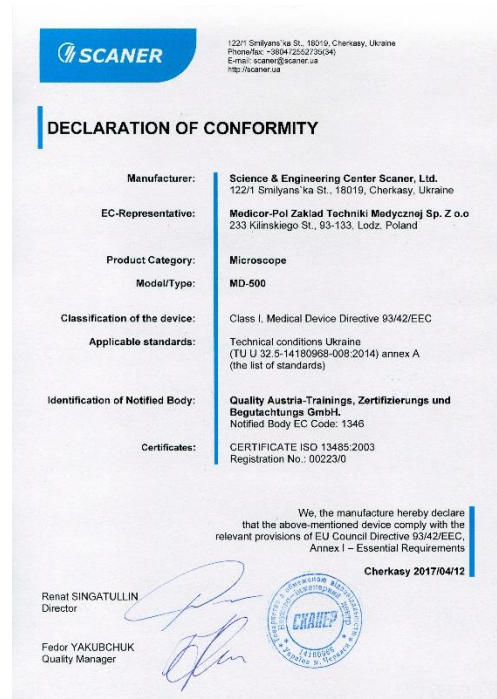 SCANER
122/1 Smilyans`ka St., 18019, Cherkasy, Ukraine
Phone/fax: +380472552735(34)
E-mail: scaner@scaner.ua
http://scaner.ua
DECLARATION OF CONFORMITY
Manufacturer: Science & Engineering Center Scaner, Ltd.
122/1 Smilyans`ka St., 18019, Cherkasy, Ukraine
EC-Representative: Medicor-Pol Zaklad Techniki Medycznej Sp. Z o.o
233 Kilinskiego St., 93-133, Lodz, Poland
Product Category: Microscope
Model/Type: MD-500
Classification of the device: Class I, Medical Device Directive 93/42/EEC
Applicable standards: Technical conditions Ukraine
(TU U 32.5-14180968-008:2014) annex A
(the list of standards)
Identification of Notified Body: Quality Austria-Trainings, Zertifizierungs und
Begutachtungs GmbH.
Notified Body EC Code: 1346
Certificates: CERTIFICATE ISO 13485:2003
Registration No.: 00223/0
We, the manufacture hereby declare
that the above-mentioned device comply with the
relevant provisions of EU Council Directive 93/42/EEC,
Annex I – Essential Requirements
Cherkasy 2017/04/12
Renat SINGATULLIN
Director
Fedor YAKUBCHUK
Quality Manager
СКАНЕР